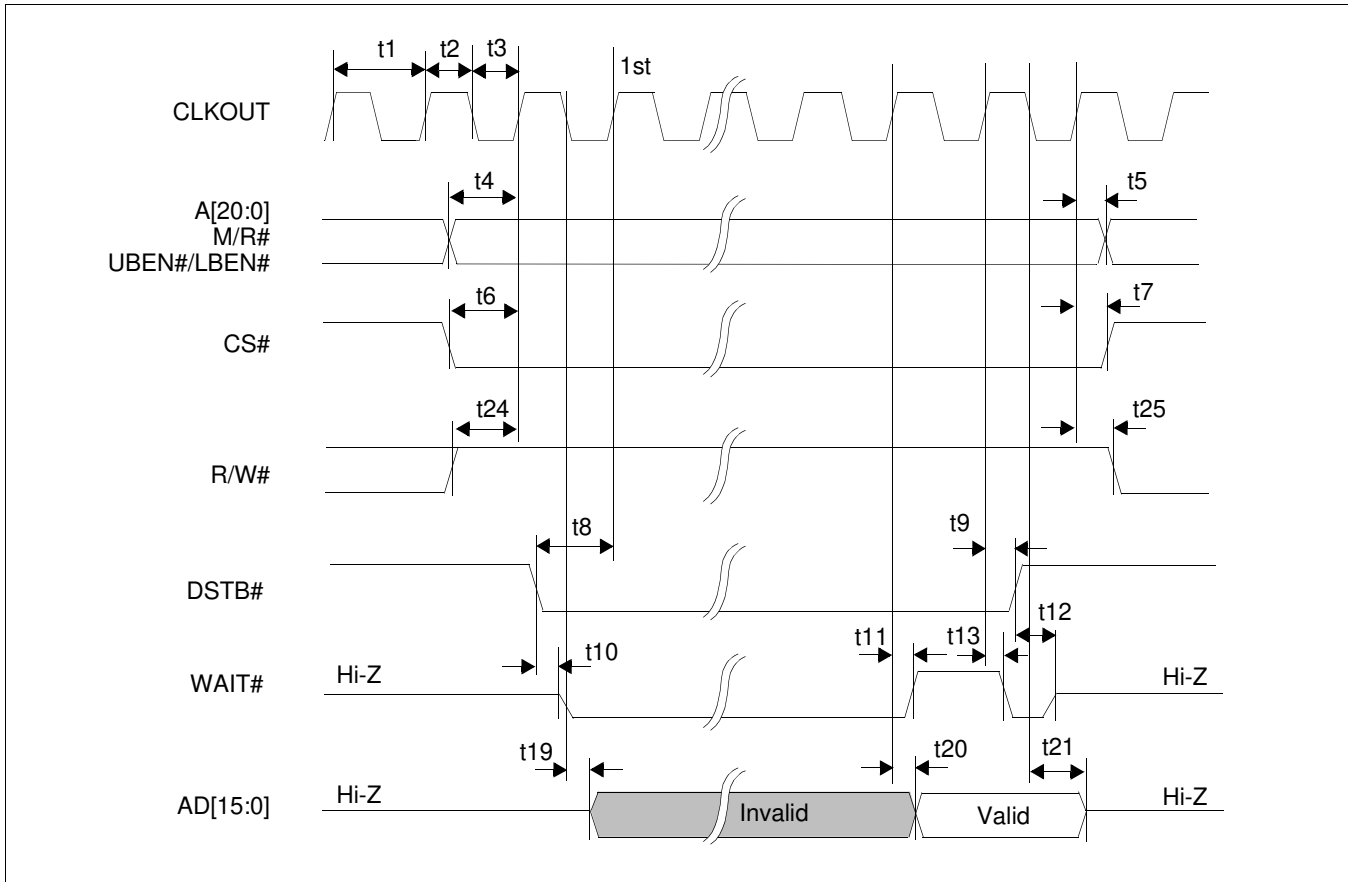 t1 t2 t3
1st
CLKOUT
t4 t5
A[20:0]
M/R#
UBEN#/LBEN#
t6 t7
CS#
t24 t25
R/W#
t8 t9
DSTB#
t12
t10 t11 t13
WAIT# Hi-Z Hi-Z
t19 t20 t21
AD[15:0] Hi-Z Invalid Valid Hi-Z